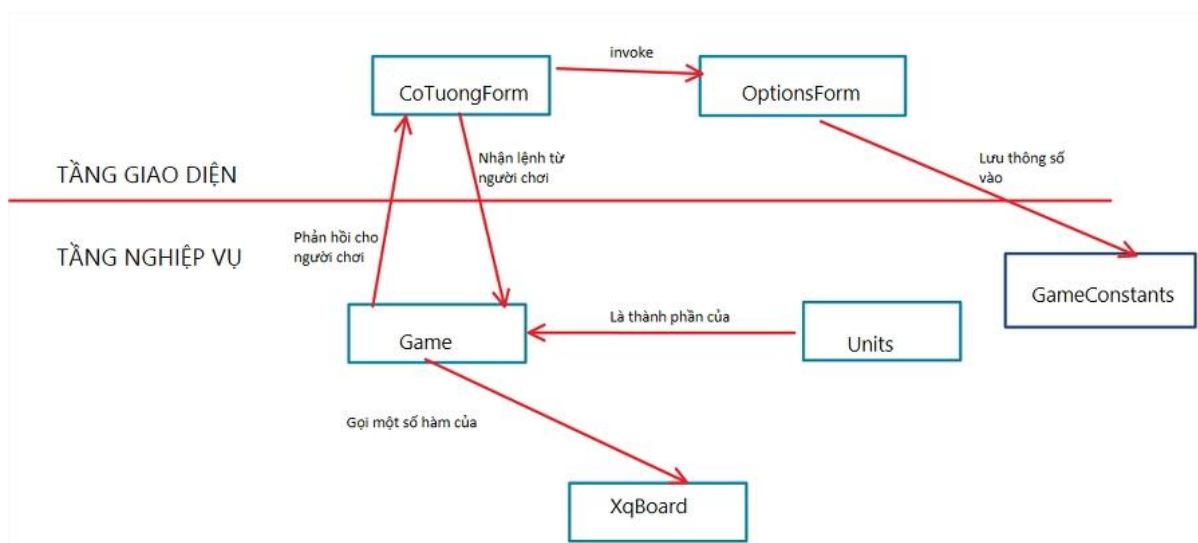 invoke
CoTuongForm
OptionsForm
Nhận lệnh từ
người chơi
Lưu thông số
vào
TẦNG GIAO DIỆN
Phản hồi cho
người chơi
TẦNG NGHIỆP VỤ
GameConstants
Là thành phần của
Game
Units
Gọi một số hàm của
XqBoard